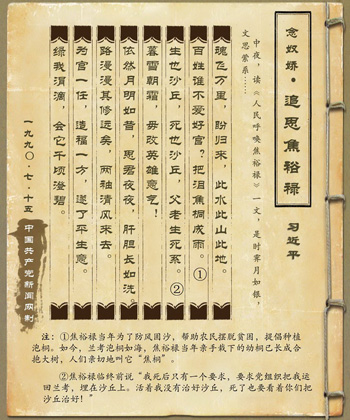 念奴娇·追思焦裕禄
习近平
中夜,读《人民呼唤焦裕禄》一文,是时霁月如银,
文思萦系……
魂飞万里,盼归来,此水此山此地。
百姓谁不爱好官?把泪焦桐成雨。①
生也沙丘,死也沙丘,父老生死系。②
暮雪朝霜,毋改英雄意气!
依然月明如昔,思君夜夜,肝胆长如洗。
路漫漫其修远矣,两袖清风来去。
为官一任,造福一方,遂了平生意。
绿我涓滴,会它千顷澄碧。
一九九〇·七·十五
中国共产党新闻网制
注:①焦裕禄当年为了防风固沙,帮助农民摆脱贫困,提倡种植
泡桐。如今,兰考泡桐如海,焦裕禄当年亲手栽下的幼桐已长成合
抱大树,人们亲切地叫它“焦桐”。
②焦裕禄临终前说“我死后只有一个要求,要求党组织把我运
回兰考,埋在沙丘上。活着我没有治好沙丘,死了也要看着你们把
沙丘治好!”